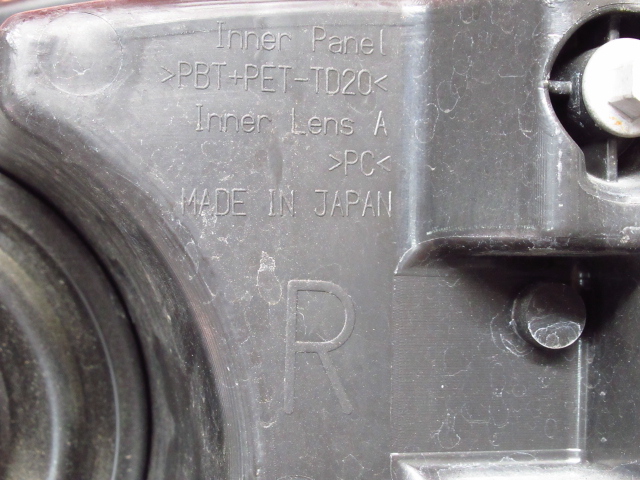 Inner Panel
>PBT+PET-TD20<
Inner Lens A
>PC<
MADE IN JAPAN
R